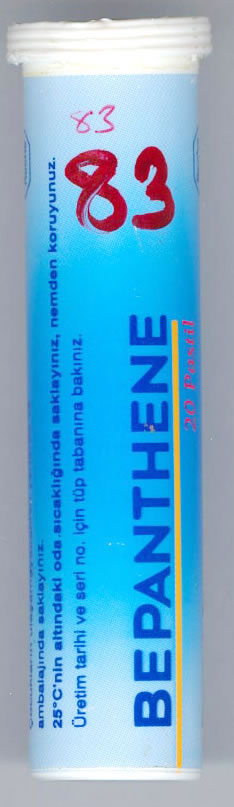 83
83
ambalajında saklayınız.
25°C'nin altındaki oda sıcaklığında saklayınız, nemden koruyunuz.
Üretim tarihi ve seri no. için tüp tabanına bakınız.
BEPANTHENE
20 Pastil